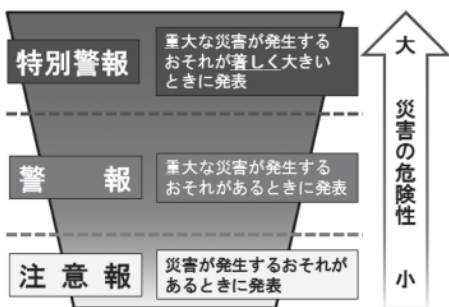 特別警報
重大な災害が発生する
おそれが著しく大きい
ときに発表
警報
重大な災害が発生する
おそれがあるときに発表
注意報
災害が発生するおそれが
あるときに発表
大
災害の危険性
小